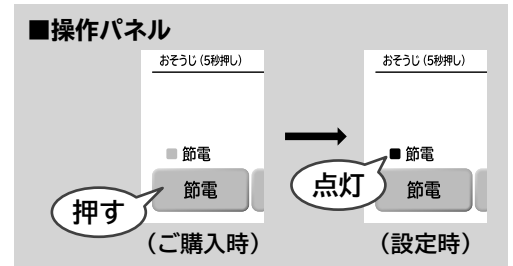 ■操作パネル
おそうじ（5秒押し）
節電
節電
押す
（ご購入時）
おそうじ（5秒押し）
節電
点灯
節電
（設定時）